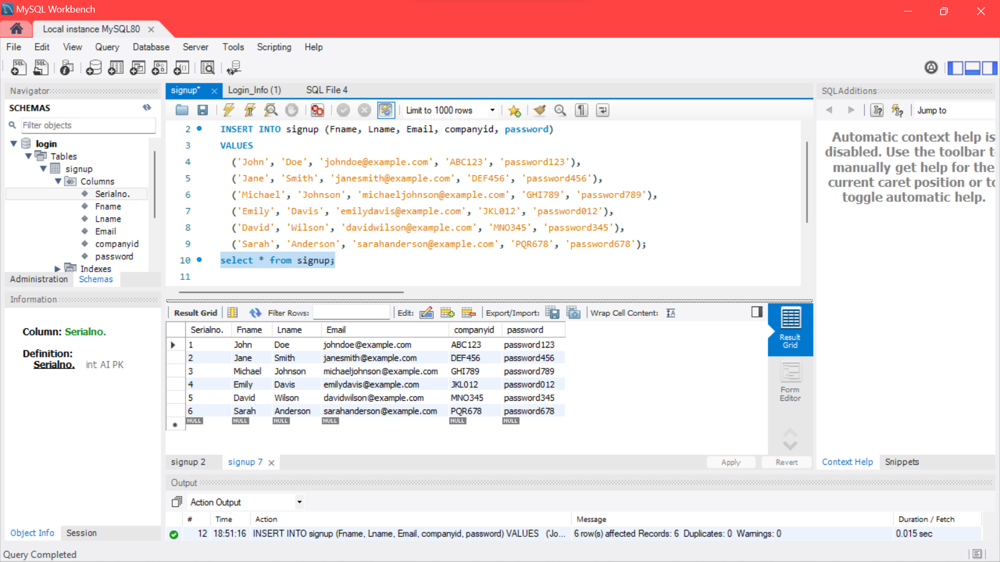 MySQL Workbench
Local instance MySQL80
File Edit View Query Database Server Tools Scripting Help
Navigator
SCHEMAS
Filter objects
login
Tables
signup
Columns
Serialno.
Fname
Lname
Email
companyid
password
Indexes
Administration Schemas
Information
Column: Serialno.
Definition:
Serialno. int AI PK
Object Info Session
Query Completed
signup* Login_Info (1) SQL File 4
Limit to 1000 rows
2 INSERT INTO signup (Fname, Lname, Email, companyid, password)
3 VALUES
4 ('John', 'Doe', 'johndoe@example.com', 'ABC123', 'password123'),
5 ('Jane', 'Smith', 'janesmith@example.com', 'DEF456', 'password456'),
6 ('Michael', 'Johnson', 'michaeljohnson@example.com', 'GHI789', 'password789'),
7 ('Emily', 'Davis', 'emilydavis@example.com', 'JKL012', 'password012'),
8 ('David', 'Wilson', 'davidwilson@example.com', 'MNO345', 'password345'),
9 ('Sarah', 'Anderson', 'sarahanderson@example.com', 'PQR678', 'password678');
10 select * from signup;
11
Result Grid Filter Rows: Edit: Export/Import: Wrap Cell Content:
Serialno. Fname Lname Email companyid password
1 John Doe johndoe@example.com ABC123 password123
2 Jane Smith janesmith@example.com DEF456 password456
3 Michael Johnson michaeljohnson@example.com GHI789 password789
4 Emily Davis emilydavis@example.com JKL012 password012
5 David Wilson davidwilson@example.com MNO345 password345
6 Sarah Anderson sarahanderson@example.com PQR678 password678
NULL NULL NULL NULL NULL NULL
Result
Grid
Form
Editor
signup 2 signup 7 Apply Revert
Output
Action Output
# Time Action Message Duration / Fetch
12 18:51:16 INSERT INTO signup (Fname, Lname, Email, companyid, password) VALUES ('Jo... 6 row(s) affected Records: 6 Duplicates: 0 Warnings: 0 0.015 sec
SQLAdditions
Jump to
Automatic context help is
disabled. Use the toolbar t
manually get help for the
current caret position or to
toggle automatic help.
Context Help Snippets